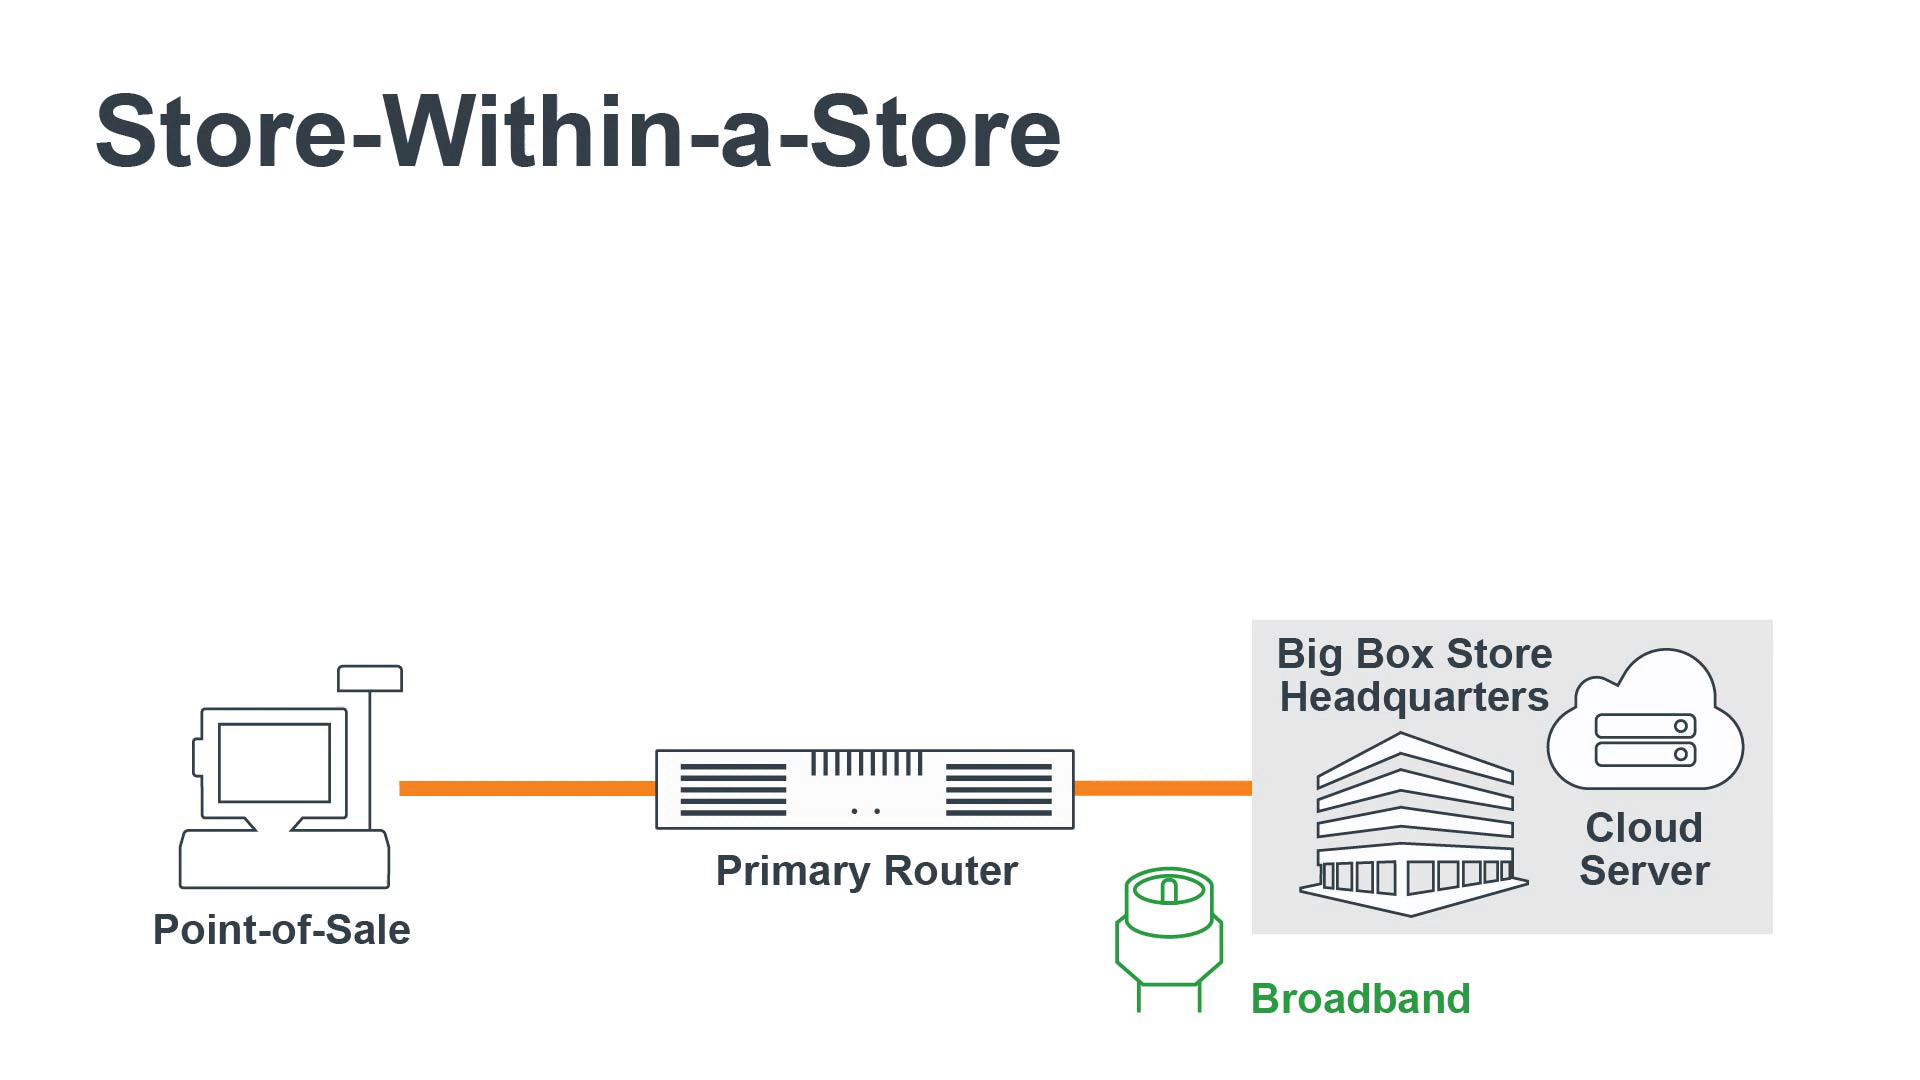 Store-Within-a-Store
Big Box Store
Headquarters
Cloud
Server
Primary Router
Point-of-Sale
Broadband